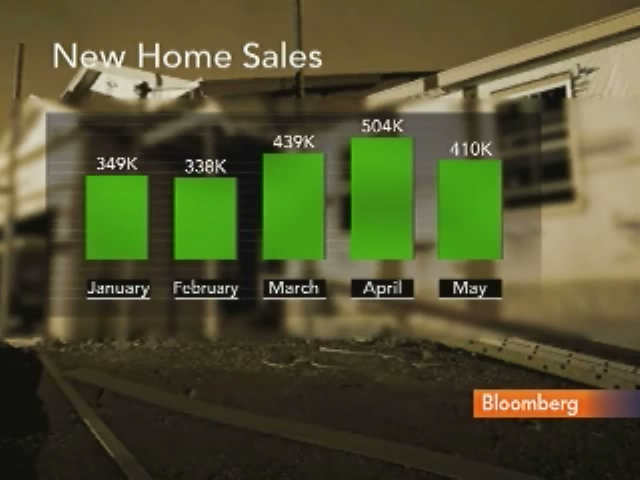 New Home Sales
349K
338K
439K
504K
410K
January
February
March
April
May
Bloomberg